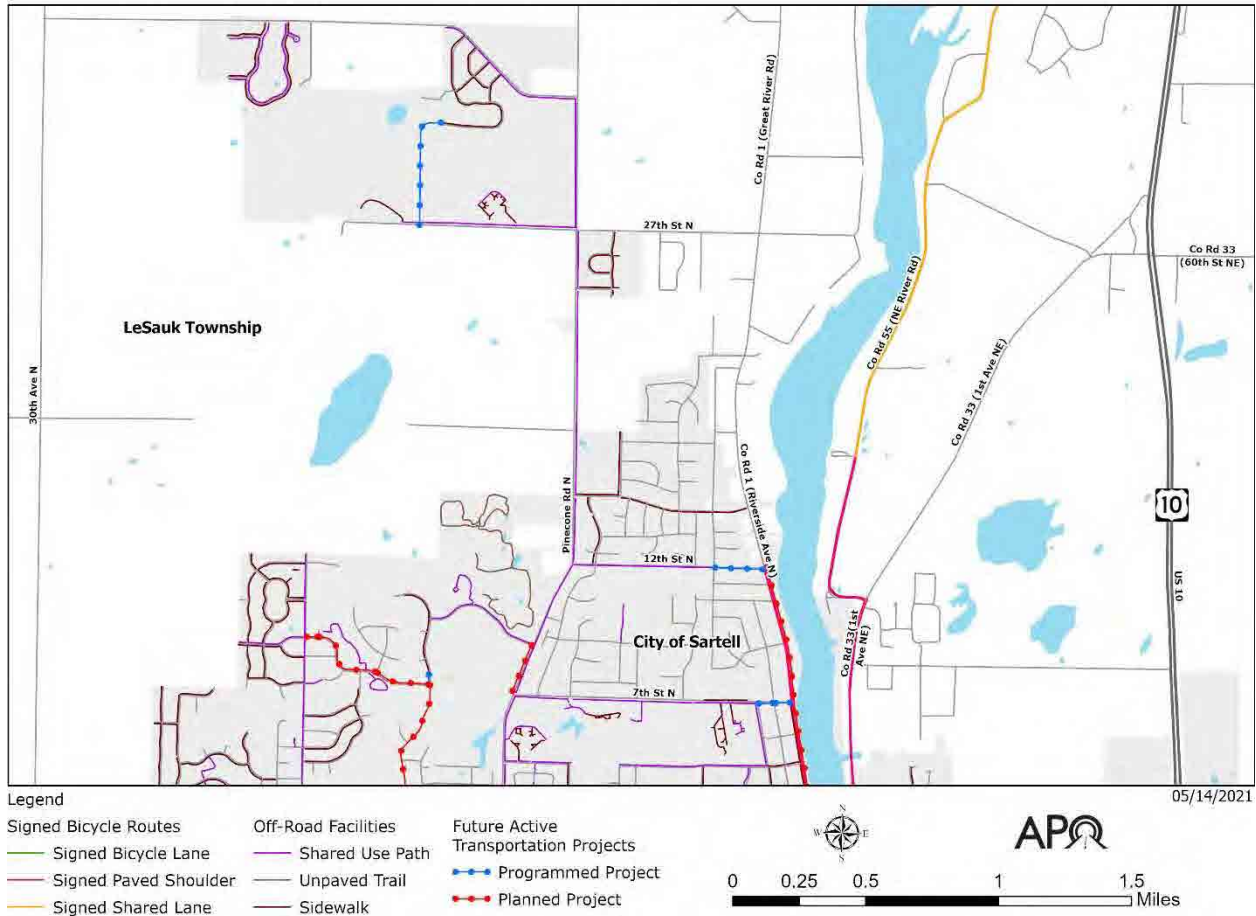 Co Rd 1 (Great River Rd)
27th St N
Co Rd 33
(60th St NE)
LeSauk Township
30th Ave N
Co Rd 55 (NE River Rd)
Co Rd 33 (1st Ave NE)
Pinecone Rd N
Co Rd 1 (Riverside Ave N)
10
US 10
12th St N
City of Sartell
Co Rd 33(1st
Ave NE)
7th St N
05/14/2021
Legend
Signed Bicycle Routes
Signed Bicycle Lane
Signed Paved Shoulder
Signed Shared Lane
Off-Road Facilities
Shared Use Path
Unpaved Trail
Sidewalk
Future Active
Transportation Projects
Programmed Project
Planned Project
N
W E
S
APO
0 0.25 0.5 1 1.5
Miles